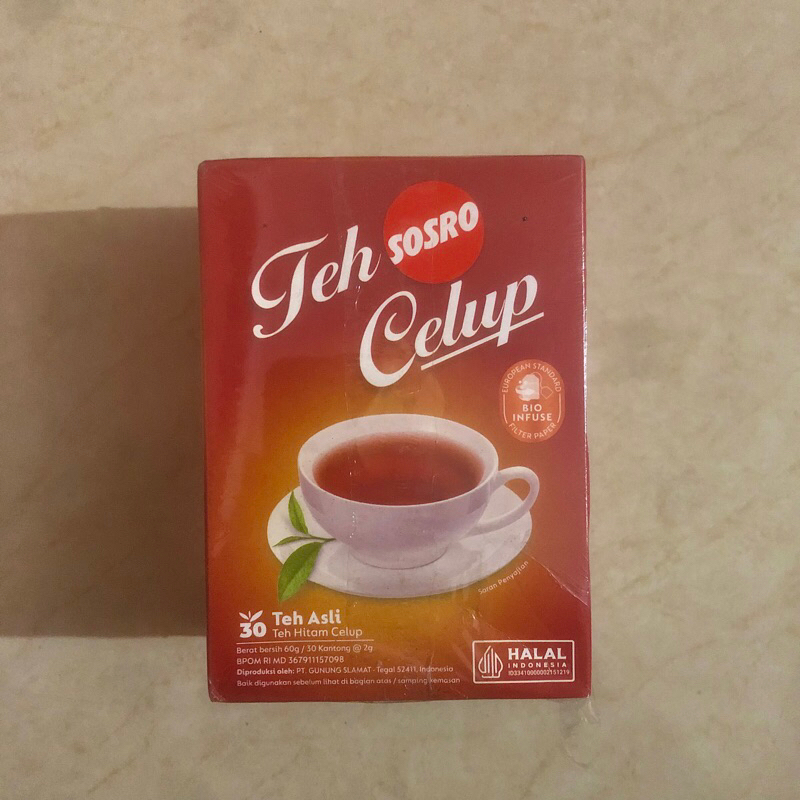 Teh SOSRO
Celup
EUROPEAN STANDARD
BIO
INFUSE
FILTER PAPER
Saran Penyajian
30 Teh Asli
Teh Hitam Celup
Berat bersih 60g / 30 Kantong @ 2g
BPOM RI MD 367911157098
Diproduksi oleh: PT. GUNUNG SLAMAT - Tegal 52411, Indonesia
Baik digunakan sebelum lihat di bagian atas / samping kemasan
HALAL
INDONESIA
ID33410000002151219